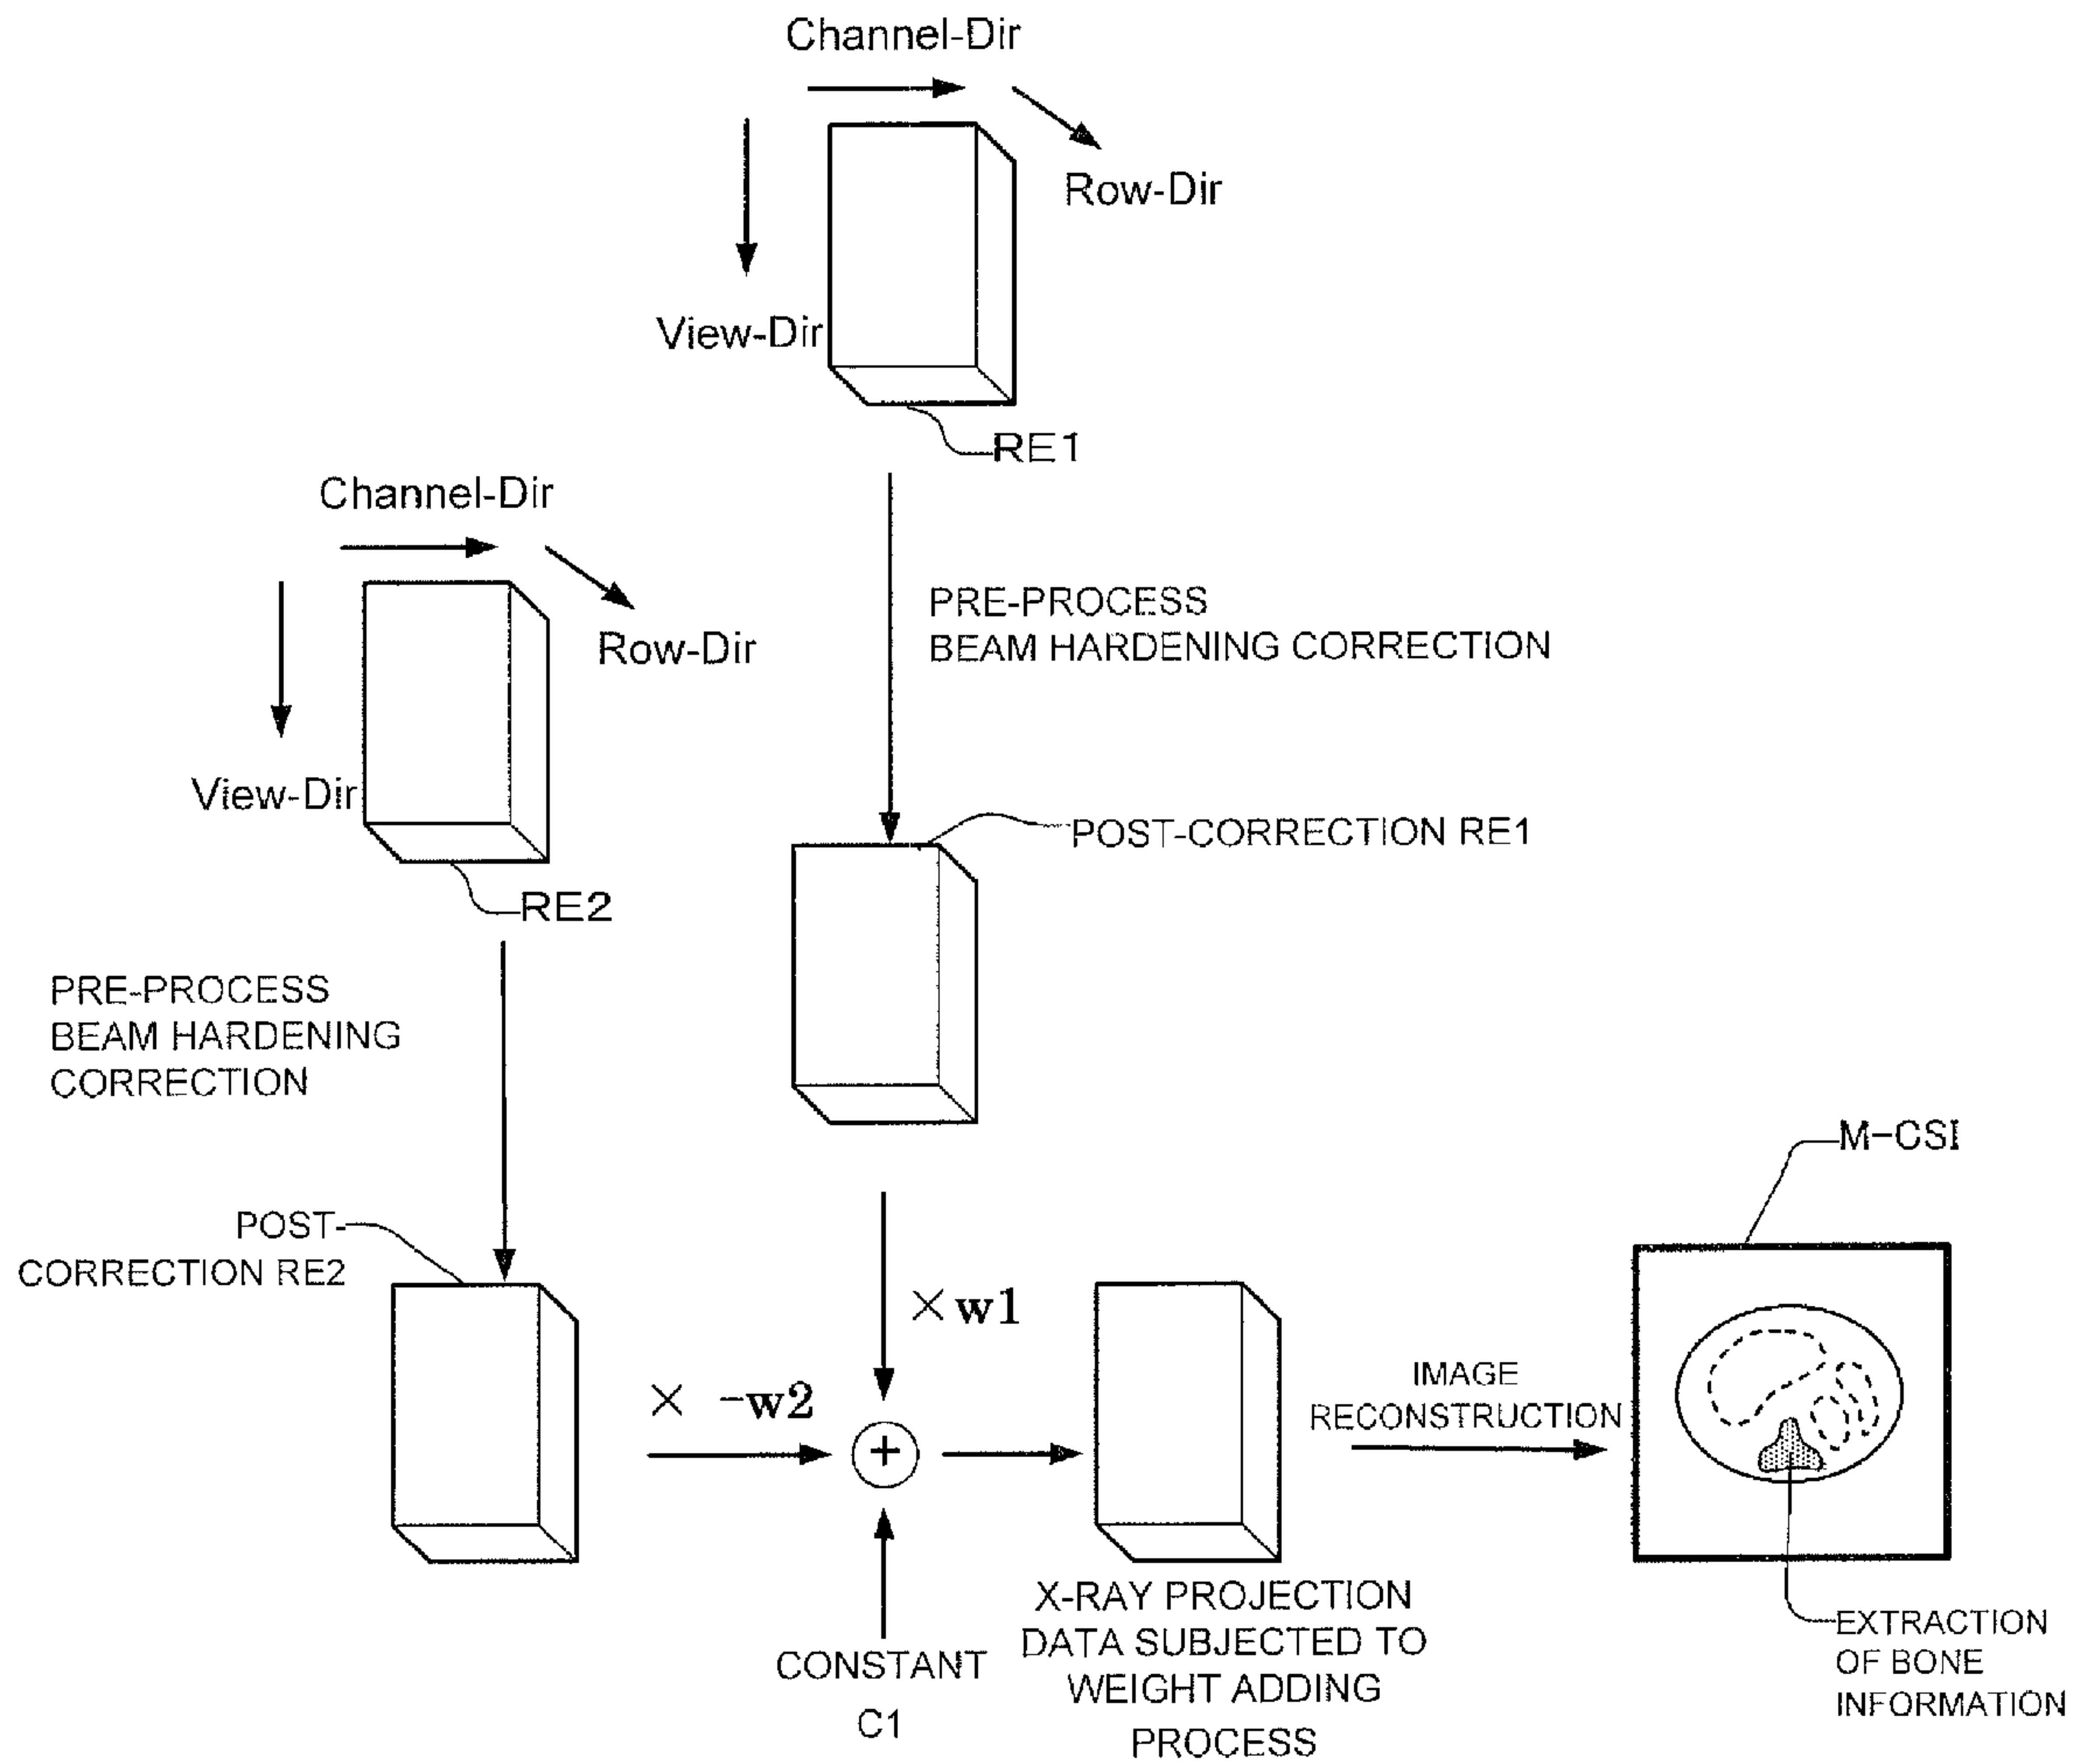 Channel-Dir
Row-Dir
View-Dir
RE1
Channel-Dir
Row-Dir
View-Dir
RE2
PRE-PROCESS
BEAM HARDENING CORRECTION
POST-CORRECTION RE1
PRE-PROCESS
BEAM HARDENING
CORRECTION
POST-
CORRECTION RE2
× w1
× -w2
+
CONSTANT
C1
X-RAY PROJECTION
DATA SUBJECTED TO
WEIGHT ADDING
PROCESS
IMAGE
RECONSTRUCTION
M-CSI
EXTRACTION
OF BONE
INFORMATION